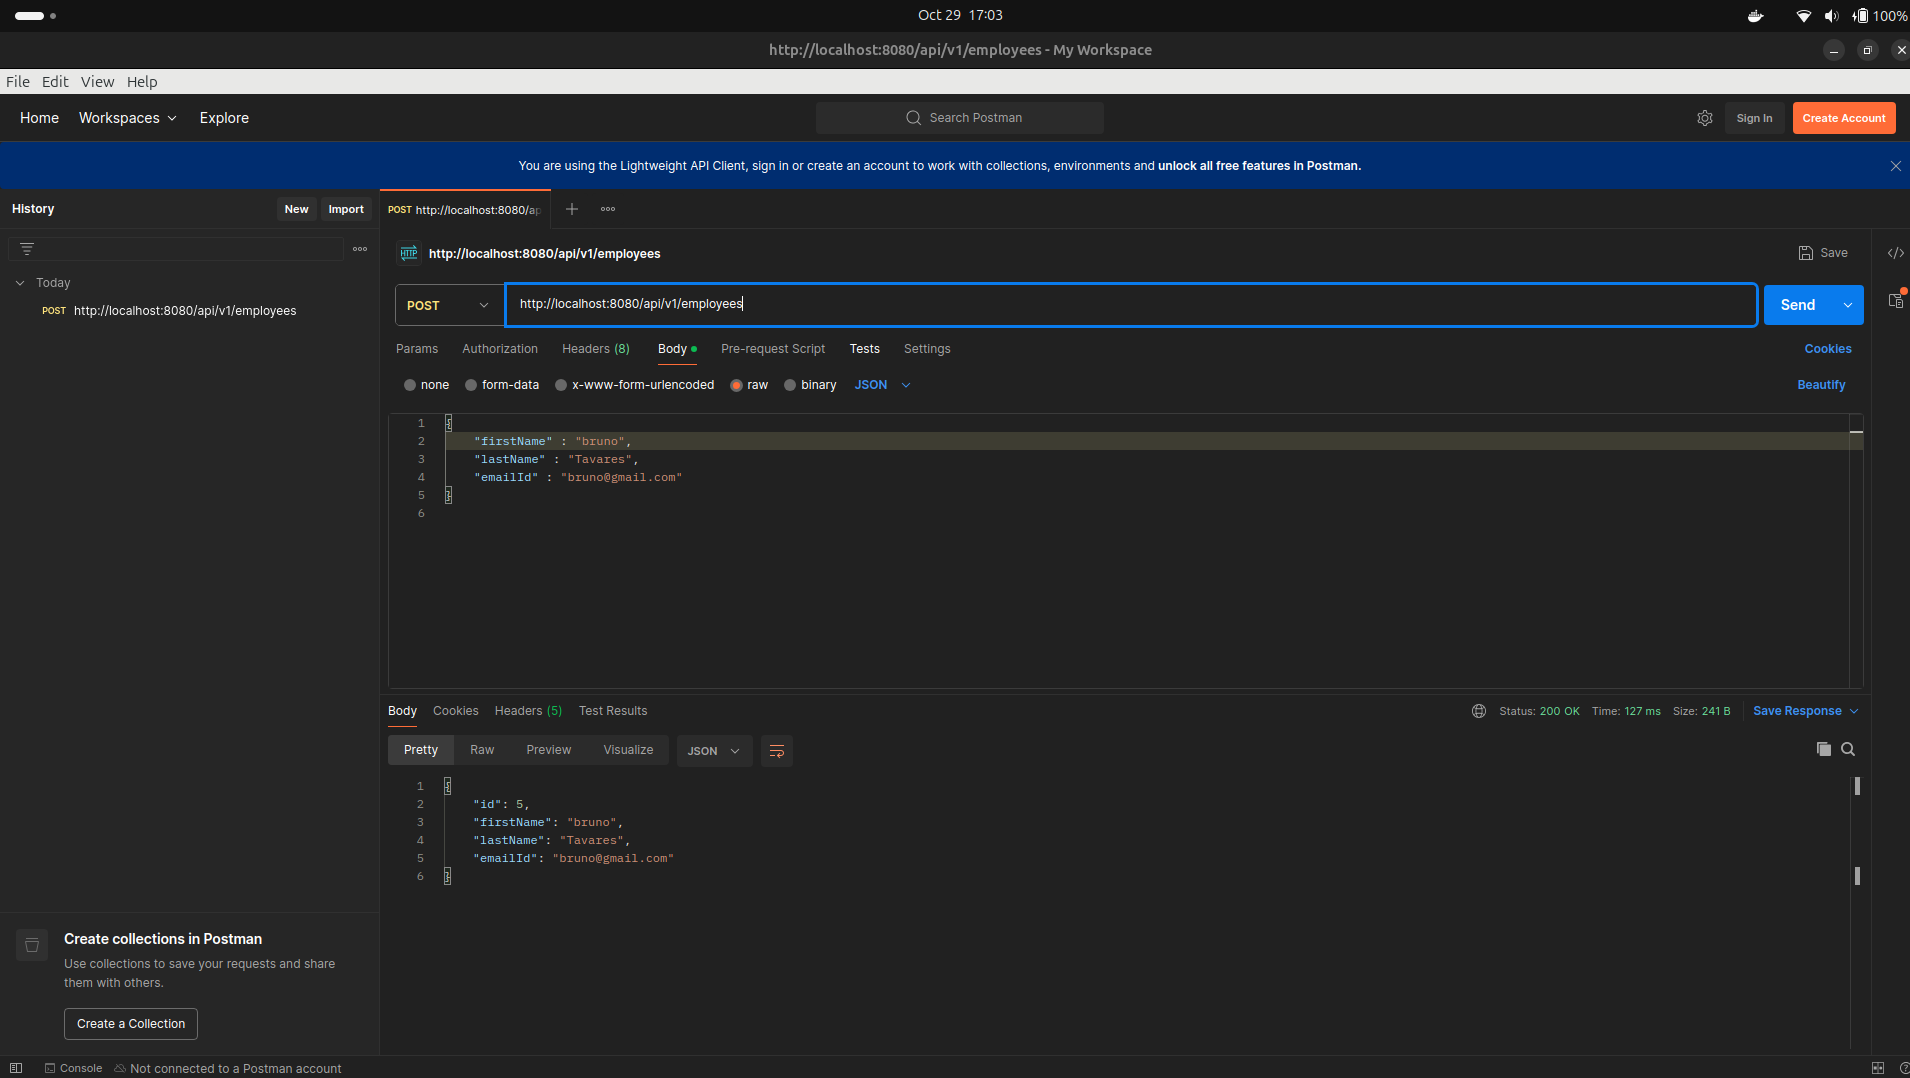 Oct 29 17:03
100%
http://localhost:8080/api/v1/employees - My Workspace
File Edit View Help
Home Workspaces Explore
Search Postman
Sign In
Create Account
You are using the Lightweight API Client, sign in or create an account to work with collections, environments and unlock all free features in Postman.
History
New
Import
POST http://localhost:8080/ap
Today
POST http://localhost:8080/api/v1/employees
HTTP http://localhost:8080/api/v1/employees
Save
POST
http://localhost:8080/api/v1/employees
Send
Params Authorization Headers (8) Body Pre-request Script Tests Settings
Cookies
none form-data x-www-form-urlencoded raw binary JSON
Beautify
1 {
2 "firstName" : "bruno",
3 "lastName" : "Tavares",
4 "emailId" : "bruno@gmail.com"
5 }
6
Body Cookies Headers (5) Test Results
Status: 200 OK Time: 127 ms Size: 241 B
Save Response
Pretty Raw Preview Visualize JSON
1 {
2 "id": 5,
3 "firstName": "bruno",
4 "lastName": "Tavares",
5 "emailId": "bruno@gmail.com"
6 }
Create collections in Postman
Use collections to save your requests and share
them with others.
Create a Collection
Console
Not connected to a Postman account